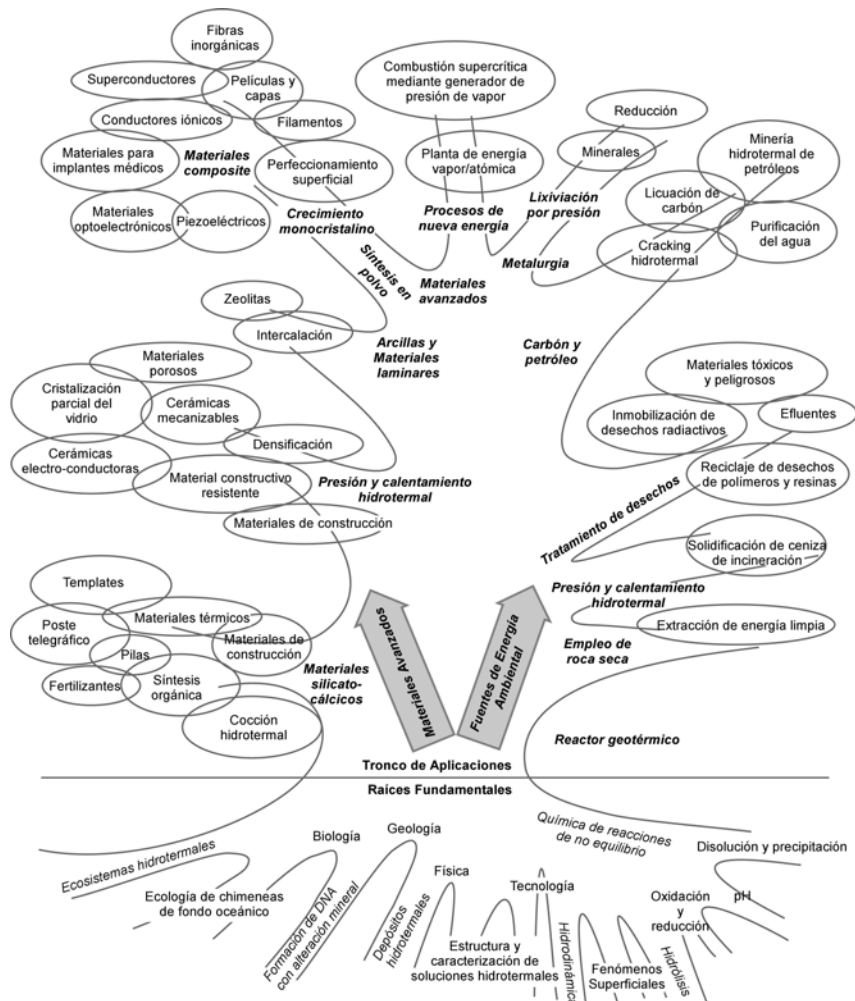 Fibras
inorgánicas
Superconductores
Películas y
capas
Conductores iónicos
Filamentos
Materiales para
implantes médicos
Materiales
composite
Perfeccionamiento
superficial
Materiales
optoelectrónicos
Piezoeléctricos
Crecimiento
monocristalino
Combustión supercrítica
mediante generador de
presión de vapor
Planta de energía
vapor/atómica
Procesos de
nueva energía
Reducción
Minerales
Lixiviación
por presión
Minería
hidrotermal de
petróleos
Licuación de
carbón
Purificación
del agua
Cracking
hidrotermal
Metalurgia
Síntesis en
polvo
Materiales
avanzados
Zeolitas
Intercalación
Arcillas y
Materiales
laminares
Carbón y
petróleo
Materiales
porosos
Cristalización
parcial del
vidrio
Cerámicas
mecanizables
Densificación
Cerámicas
electro-conductoras
Material constructivo
resistente
Presión y calentamiento
hidrotermal
Materiales de construcción
Materiales tóxicos
y peligrosos
Inmobilización de
desechos radiactivos
Efluentes
Reciclaje de desechos
de polímeros y resinas
Tratamiento de desechos
Solidificación de ceniza
de incineración
Presión y calentamiento
hidrotermal
Extracción de energía limpia
Empleo de
roca seca
Templates
Poste
telegráfico
Materiales térmicos
Materiales de
construcción
Pilas
Fertilizantes
Síntesis
orgánica
Materiales
silicato-
cálcicos
Cocción
hidrotermal
Materiales Avanzados
Fuentes de Energía
Ambiental
Reactor geotérmico
Tronco de Aplicaciones
Raíces Fundamentales
Ecosistemas hidrotermales
Ecología de chimeneas
de fondo oceánico
Biología
Formación de DNA
con alteración mineral
Geología
Depósitos
hidrotermales
Física
Estructura y
caracterización de
soluciones hidrotermales
Tecnología
Hidrodinámica
Química de reacciones
de no equilibrio
Fenómenos
Superficiales
Hidrólisis
Oxidación
y
reducción
pH
Disolución y precipitación